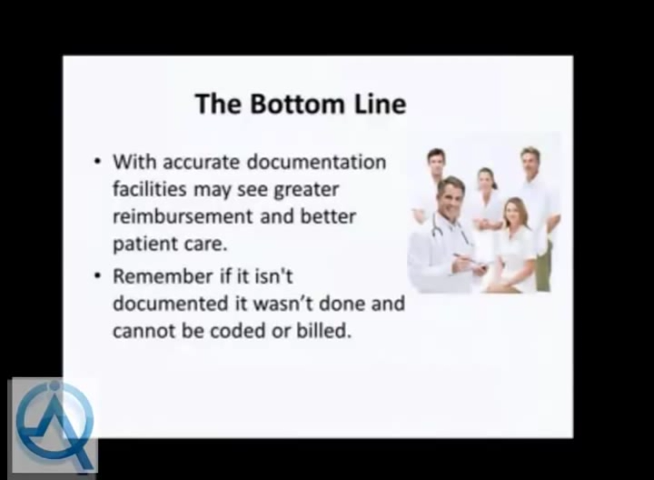 The Bottom Line
• With accurate documentation
facilities may see greater
reimbursement and better
patient care.
• Remember if it isn't
documented it wasn't done and
cannot be coded or billed.